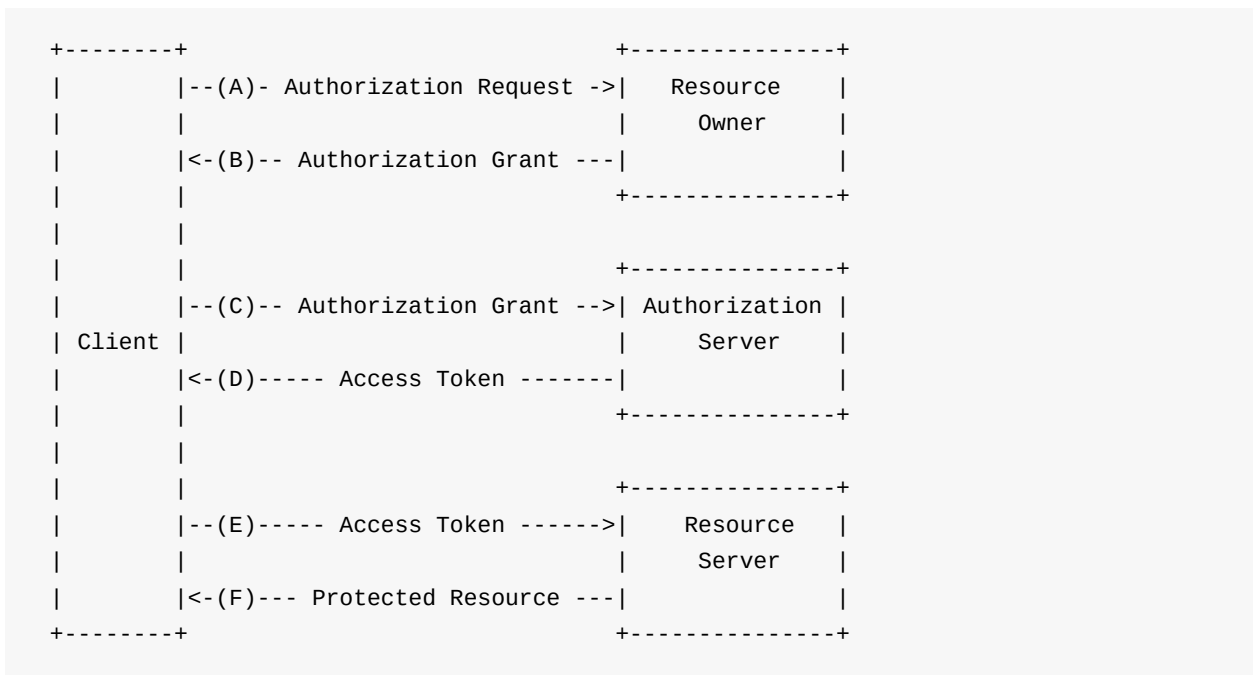 +--------+                               +---------------+
|        |--(A)- Authorization Request ->|   Resource    |
|        |                               |     Owner     |
|        |<-(B)-- Authorization Grant ---|               |
|        |                               +---------------+
|        |
|        |                               +---------------+
|        |--(C)-- Authorization Grant -->| Authorization |
| Client |                               |     Server    |
|        |<-(D)----- Access Token -------|               |
|        |                               +---------------+
|        |
|        |                               +---------------+
|        |--(E)----- Access Token ------>|    Resource   |
|        |                               |     Server    |
|        |<-(F)--- Protected Resource ---|               |
+--------+                               +---------------+